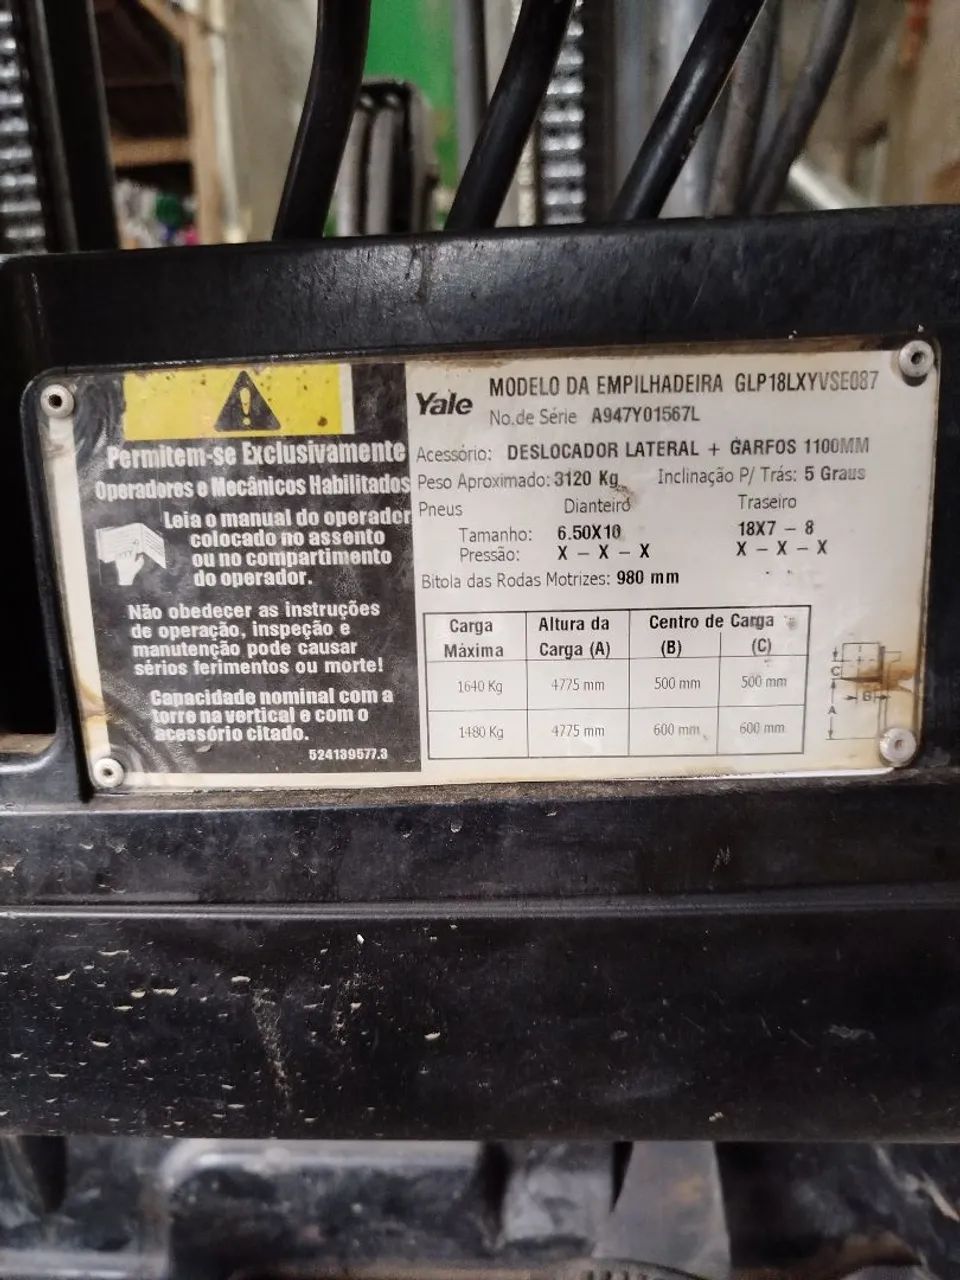 Permitem-se Exclusivamente
Operadores e Mecânicos Habilitados
Leia o manual do operador
colocado no assento
ou no compartimento
do operador.
Não obedecer as instruções
de operação, inspeção e
manutenção pode causar
sérios ferimentos ou morte!
Capacidade nominal com a
torre na vertical e com o
acessório citado.
524139577.3
Yale
MODELO DA EMPILHADEIRA GLP18LXYVSE087
No.de Série A947Y01567L
Acessório: DESLOCADOR LATERAL + GARFOS 1100MM
Peso Aproximado: 3120 Kg Inclinação P/ Trás: 5 Graus
Pneus Dianteiro Traseiro
Tamanho: 6.50X10 18X7 - 8
Pressão: X - X - X X - X - X
Bitola das Rodas Motrizes: 980 mm
Carga Máxima Altura da Carga (A) Centro de Carga (B) (C)
1640 Kg 4775 mm 500 mm 500 mm
1480 Kg 4775 mm 600 mm 600 mm
C
B
A